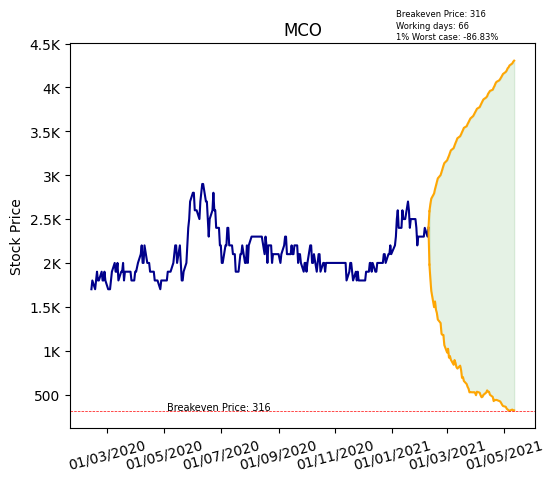 Breakeven Price: 316
Working days: 66
1% Worst case: -86.83%
MCO
Stock Price
4.5K
4K
3.5K
3K
2.5K
2K
1.5K
1K
500
Breakeven Price: 316
01/03/2020
01/05/2020
01/07/2020
01/09/2020
01/11/2020
01/01/2021
01/03/2021
01/05/2021